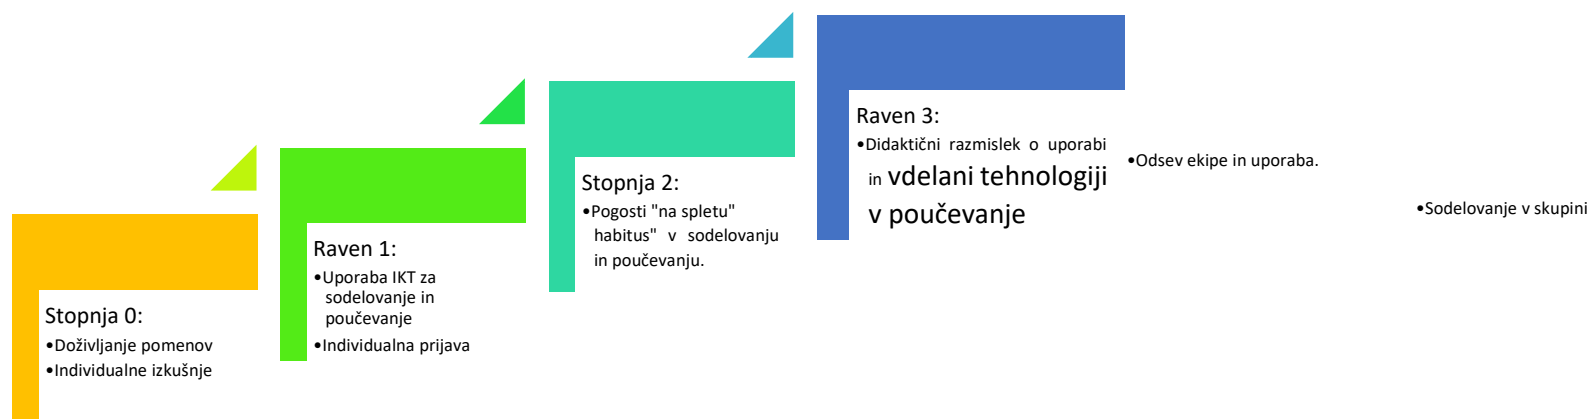 Stopnja 0:
•Doživljanje pomenov
•Individualne izkušnje
Raven 1:
•Uporaba IKT za
sodelovanje in
poučevanje
•Individualna prijava
Stopnja 2:
•Pogosti "na spletu"
habitus" v sodelovanju
in poučevanju.
Raven 3:
•Didaktični razmislek o uporabi
in vdelani tehnologiji
v poučevanje
•Odsev ekipe in uporaba.
•Sodelovanje v skupini